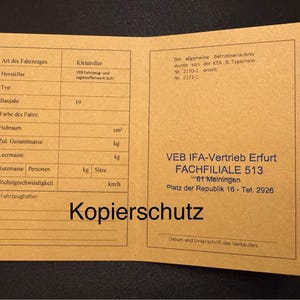 Art des Fahrzeuges Kleinroller
Hersteller VEB Fahrzeug- und Jagdwaffenwerk Suhl
Typ
Baujahr 19
Farbe des Fahrz.
Hubraum cm³
Zul. Gesamtmasse kg
Leermasse kg
Nutzmasse Personen kg Sitze
Höchstgeschwindigkeit km/h
Fahrzeughalter:
Die allgemeine Betriebserlaubnis
wurde von der KTA lt. Typschein
Nr. 2170-1 erteilt.
Nr. 2171-1
VEB IFA-Vertrieb Erfurt
FACHFILIALE 513
61 Meiningen
Platz der Republik 16 - Tel. 2926
Kopierschutz
Datum und Unterschrift des Verkäufers